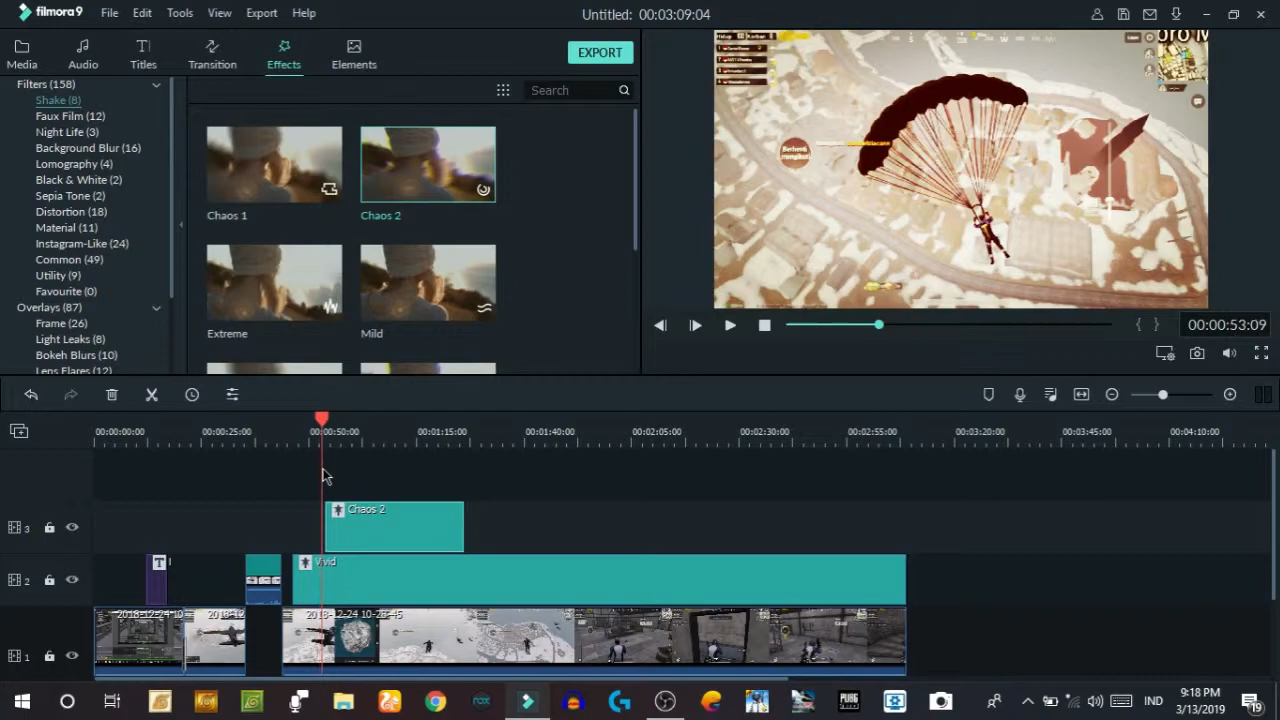 filmora9
File
Edit
Tools
View
Export
Help
Untitled: 00:03:09:04
Audio
Titles
Transition
Effects
Elements
EXPORT
Search
Filters (158)
Shake (8)
Faux Film (12)
Night Life (3)
Background Blur (16)
Lomography (4)
Black & White (2)
Sepia Tone (2)
Distortion (18)
Material (11)
Instagram-Like (24)
Common (49)
Utility (9)
Favourite (0)
Overlays (87)
Frame (26)
Light Leaks (8)
Bokeh Blurs (10)
Lens Flares (12)
Chaos 1
Chaos 2
Extreme
Mild
Berhenti
mengikuti
00:00:53:09
00:00:00:00
00:00:25:00
00:00:50:00
00:01:15:00
00:01:40:00
00:02:05:00
00:02:30:00
00:02:55:00
00:03:20:00
00:03:45:00
00:04:10:00
3
Chaos 2
2
T
Vivid
1
2018-12-24 10
2018-12
2018-12-24 10-28-45
IND
9:18 PM
3/13/2019
19